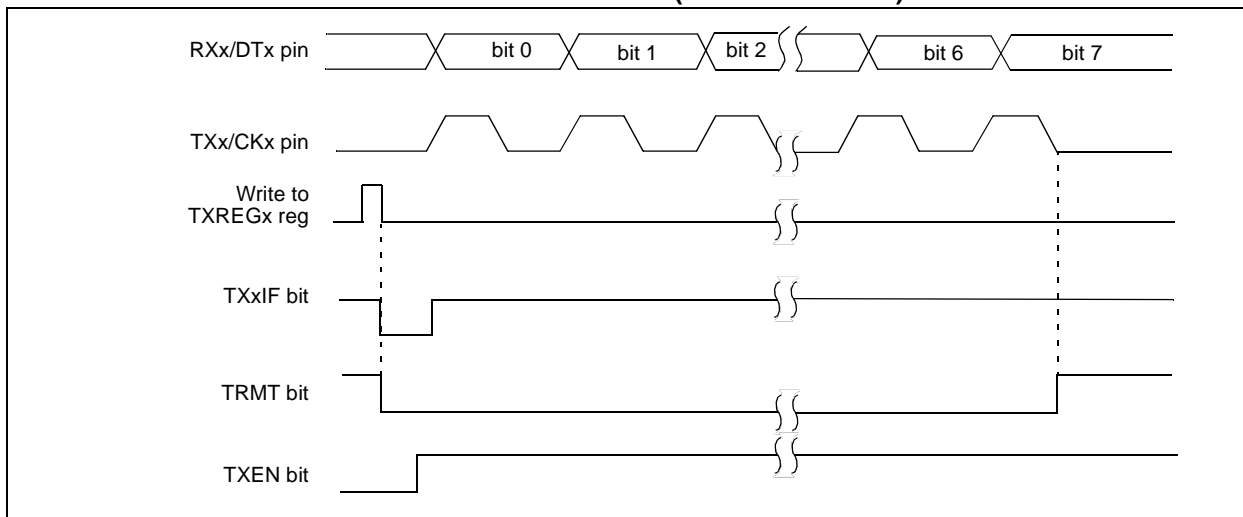 RXx/DTx pin
bit 0 bit 1 bit 2 bit 6 bit 7
TXx/CKx pin
Write to
TXREGx reg
TXxIF bit
TRMT bit
TXEN bit